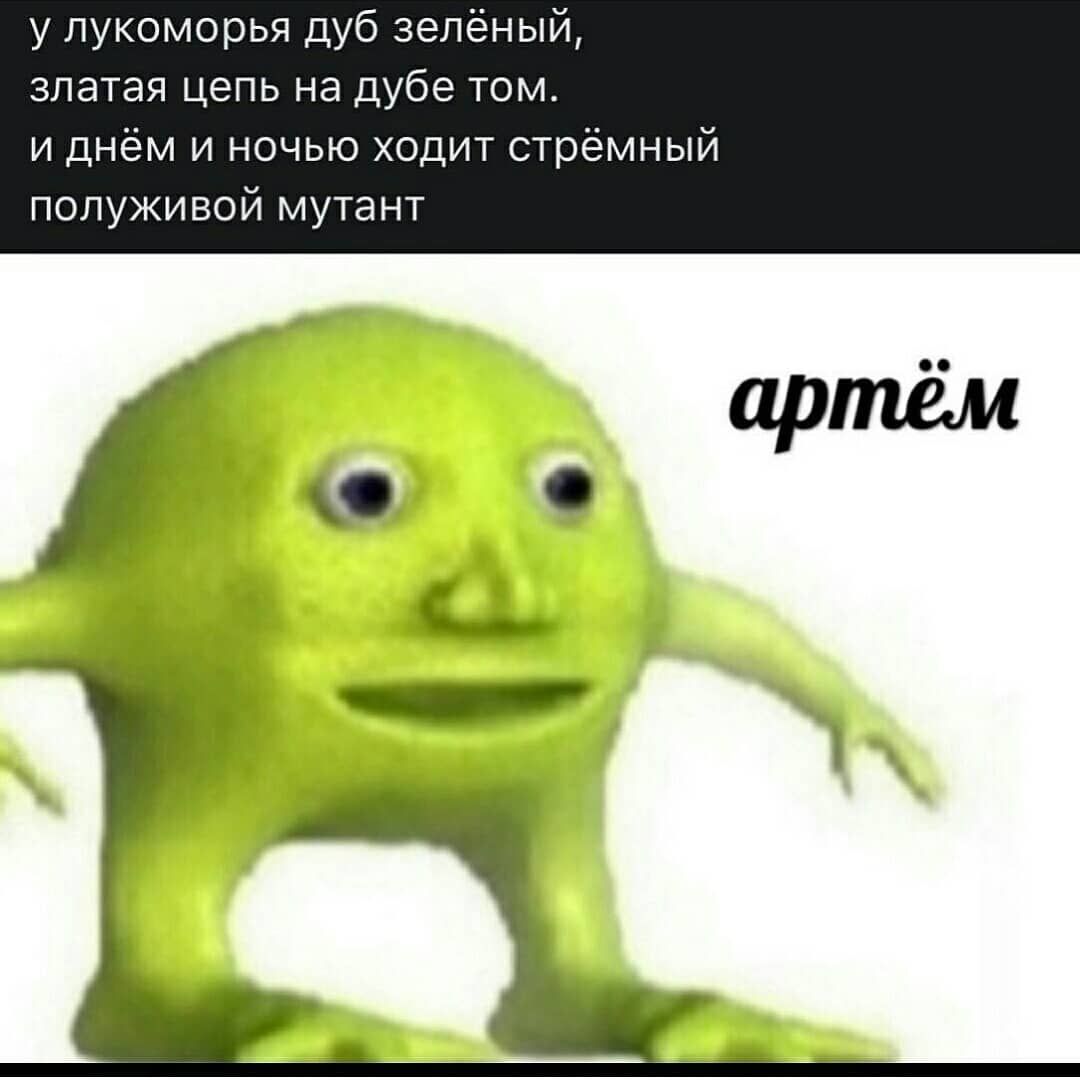 у лукоморья дуб зелёный,
златая цепь на дубе том.
и днём и ночью ходит стрёмный
полуживой мутант
артём